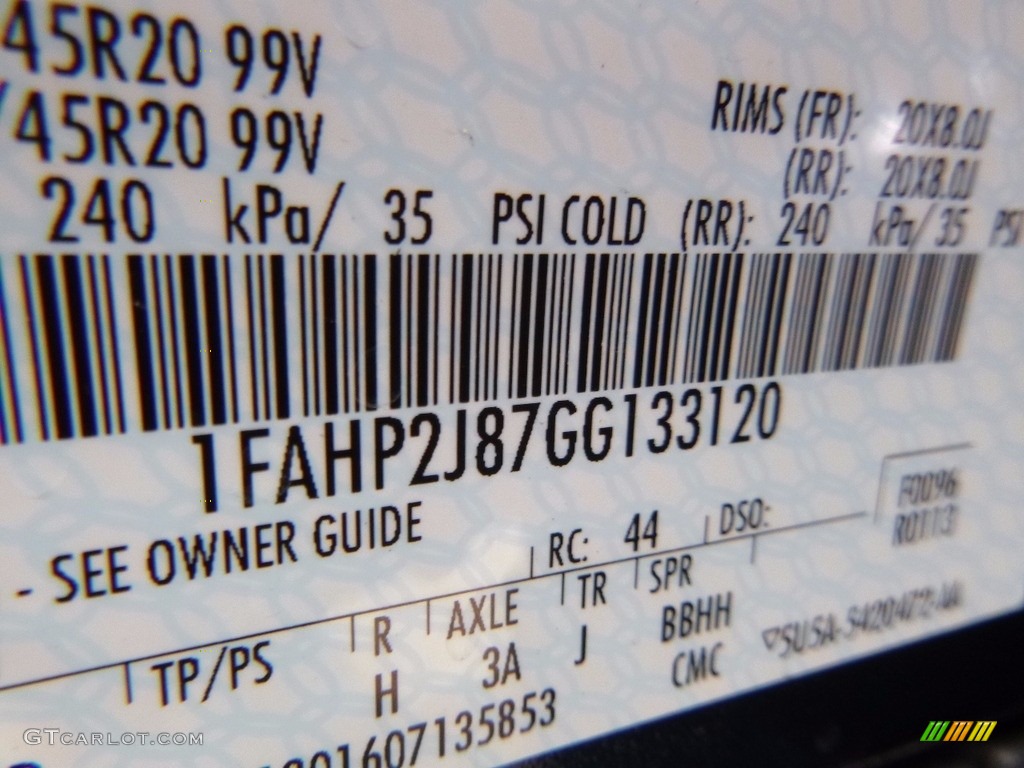 45R20 99V RIMS (FR): 20X8.0J
/45R20 99V (RR): 20X8.0J
240 kPa/ 35 PSI COLD (RR): 240 kPa/ 35 PSI
1FAHP2J87GG133120
- SEE OWNER GUIDE RC: 44 DSO: F0096
R0113
TP/PS R AXLE TR SPR
H 3A J BBHH
CMC
01607135853
GTCARLOT.COM